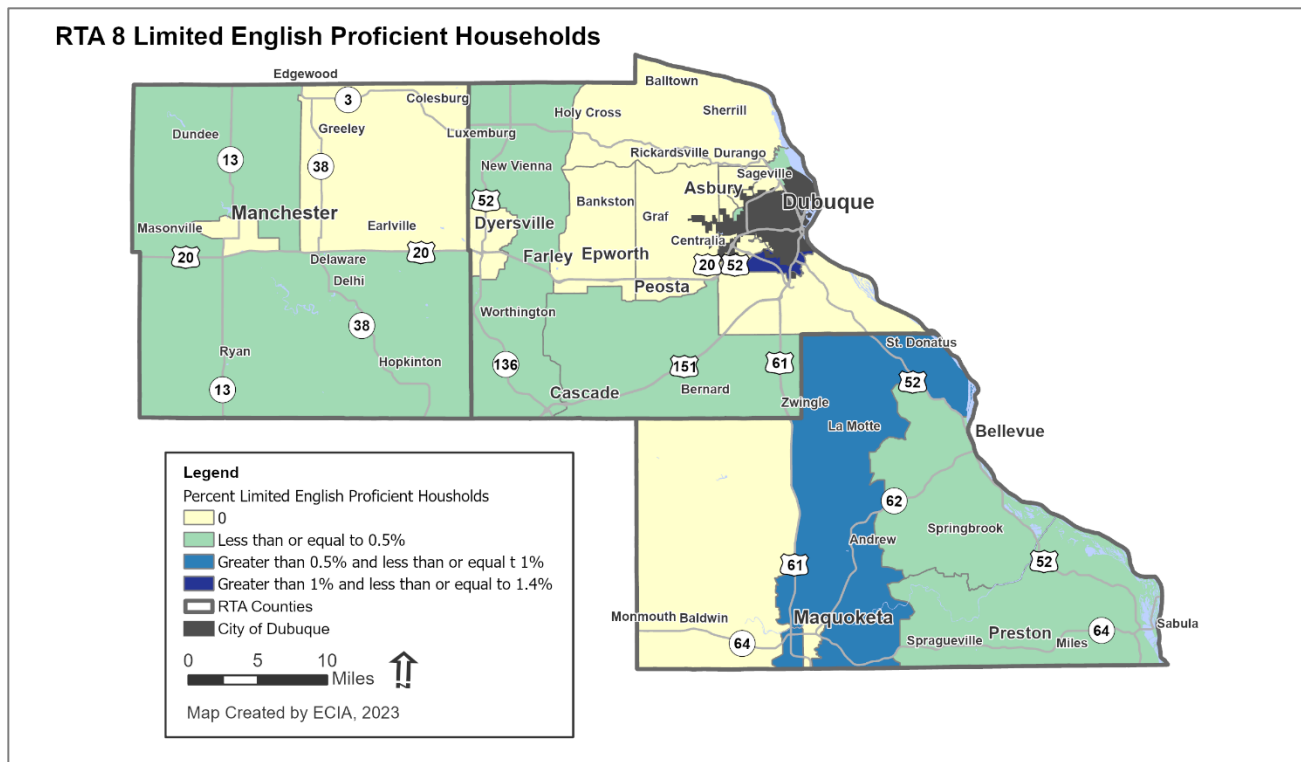 RTA 8 Limited English Proficient Households
Edgewood
Balltown
3
Colesburg
Holy Cross
Sherrill
Dundee
Greeley
Luxemburg
13
38
New Vienna
Rickardsville
Durango
Sageville
Asbury
52
Bankston
Dubuque
Manchester
Dyersville
Graf
Masonville
Earlville
Centralia
20
Delaware
20
Farley
Epworth
20
52
Delhi
Peosta
Worthington
38
Ryan
Hopkinton
136
151
61
St. Donatus
52
13
Cascade
Bernard
Zwingle
La Motte
Bellevue
62
Springbrook
Andrew
61
52
Monmouth
Baldwin
Maquoketa
64
Spragueville
Preston
Miles
64
Sabula
Legend
Percent Limited English Proficient Housholds
0
Less than or equal to 0.5%
Greater than 0.5% and less than or equal t 1%
Greater than 1% and less than or equal to 1.4%
RTA Counties
City of Dubuque
0 5 10
Miles
N
Map Created by ECIA, 2023